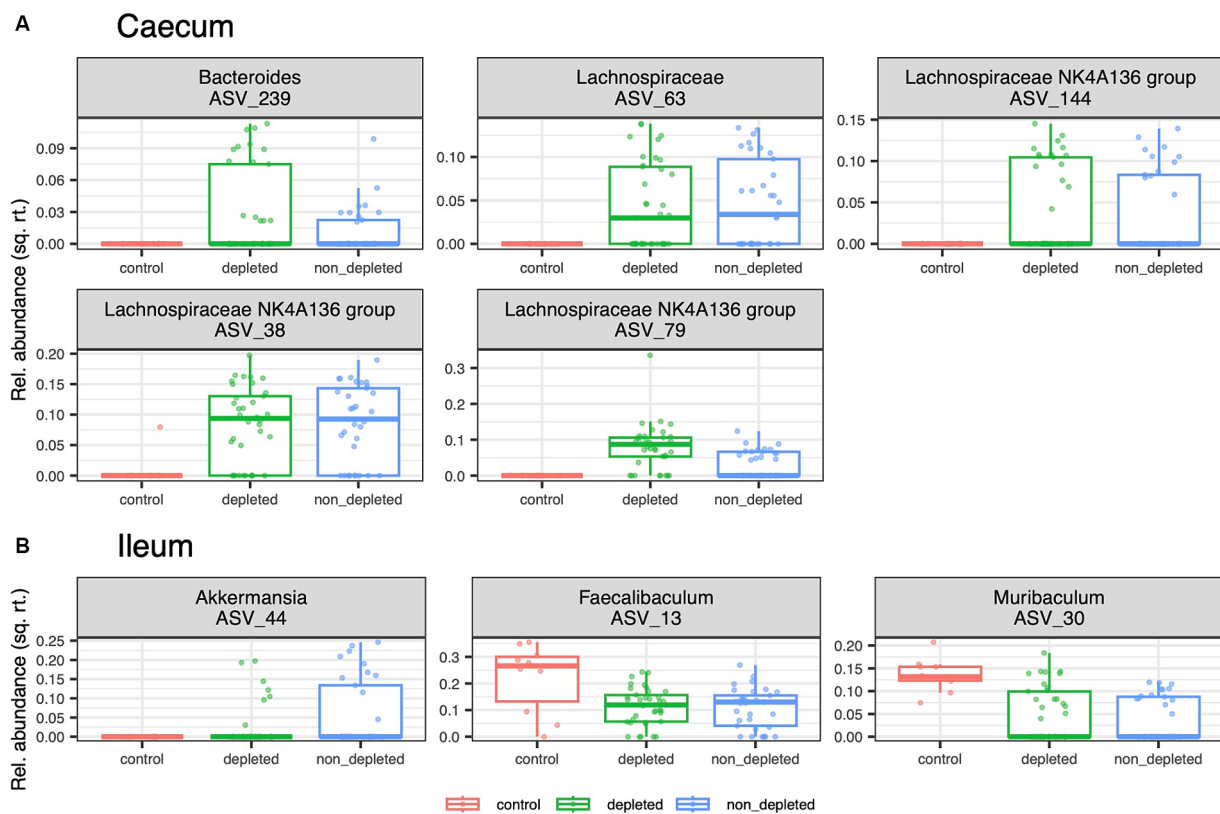 A
Caecum
Bacteroides
ASV_239
Lachnospiraceae
ASV_63
Lachnospiraceae NK4A136 group
ASV_144
Rel. abundance (sq. rt.)
0.09
0.06
0.03
0.00
control depleted non_depleted
0.10
0.05
0.00
control depleted non_depleted
0.15
0.10
0.05
0.00
control depleted non_depleted
Lachnospiraceae NK4A136 group
ASV_38
Lachnospiraceae NK4A136 group
ASV_79
0.20
0.15
0.10
0.05
0.00
control depleted non_depleted
0.3
0.2
0.1
0.0
control depleted non_depleted
B
Ileum
Akkermansia
ASV_44
Faecalibaculum
ASV_13
Muribaculum
ASV_30
Rel. abundance (sq. rt.)
0.25
0.20
0.15
0.10
0.05
0.00
control depleted non_depleted
0.3
0.2
0.1
0.0
control depleted non_depleted
0.20
0.15
0.10
0.05
0.00
control depleted non_depleted
control depleted non_depleted